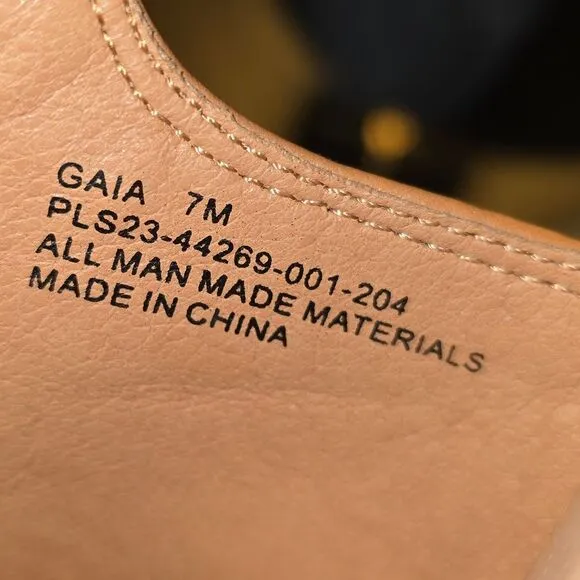 GAIA 7M
PLS23-44269-001-204
ALL MAN MADE MATERIALS
MADE IN CHINA